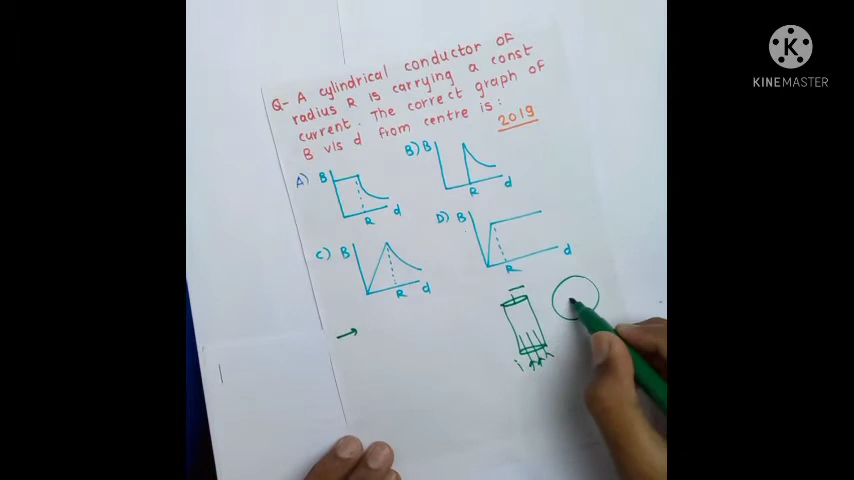 Q- A cylindrical conductor of
radius R is carrying a const
current. The correct graph of
B v/s d from centre is:
2019
A) B R d
B) B R d
C) B R d
D) B R d
i
K
KINEMASTER